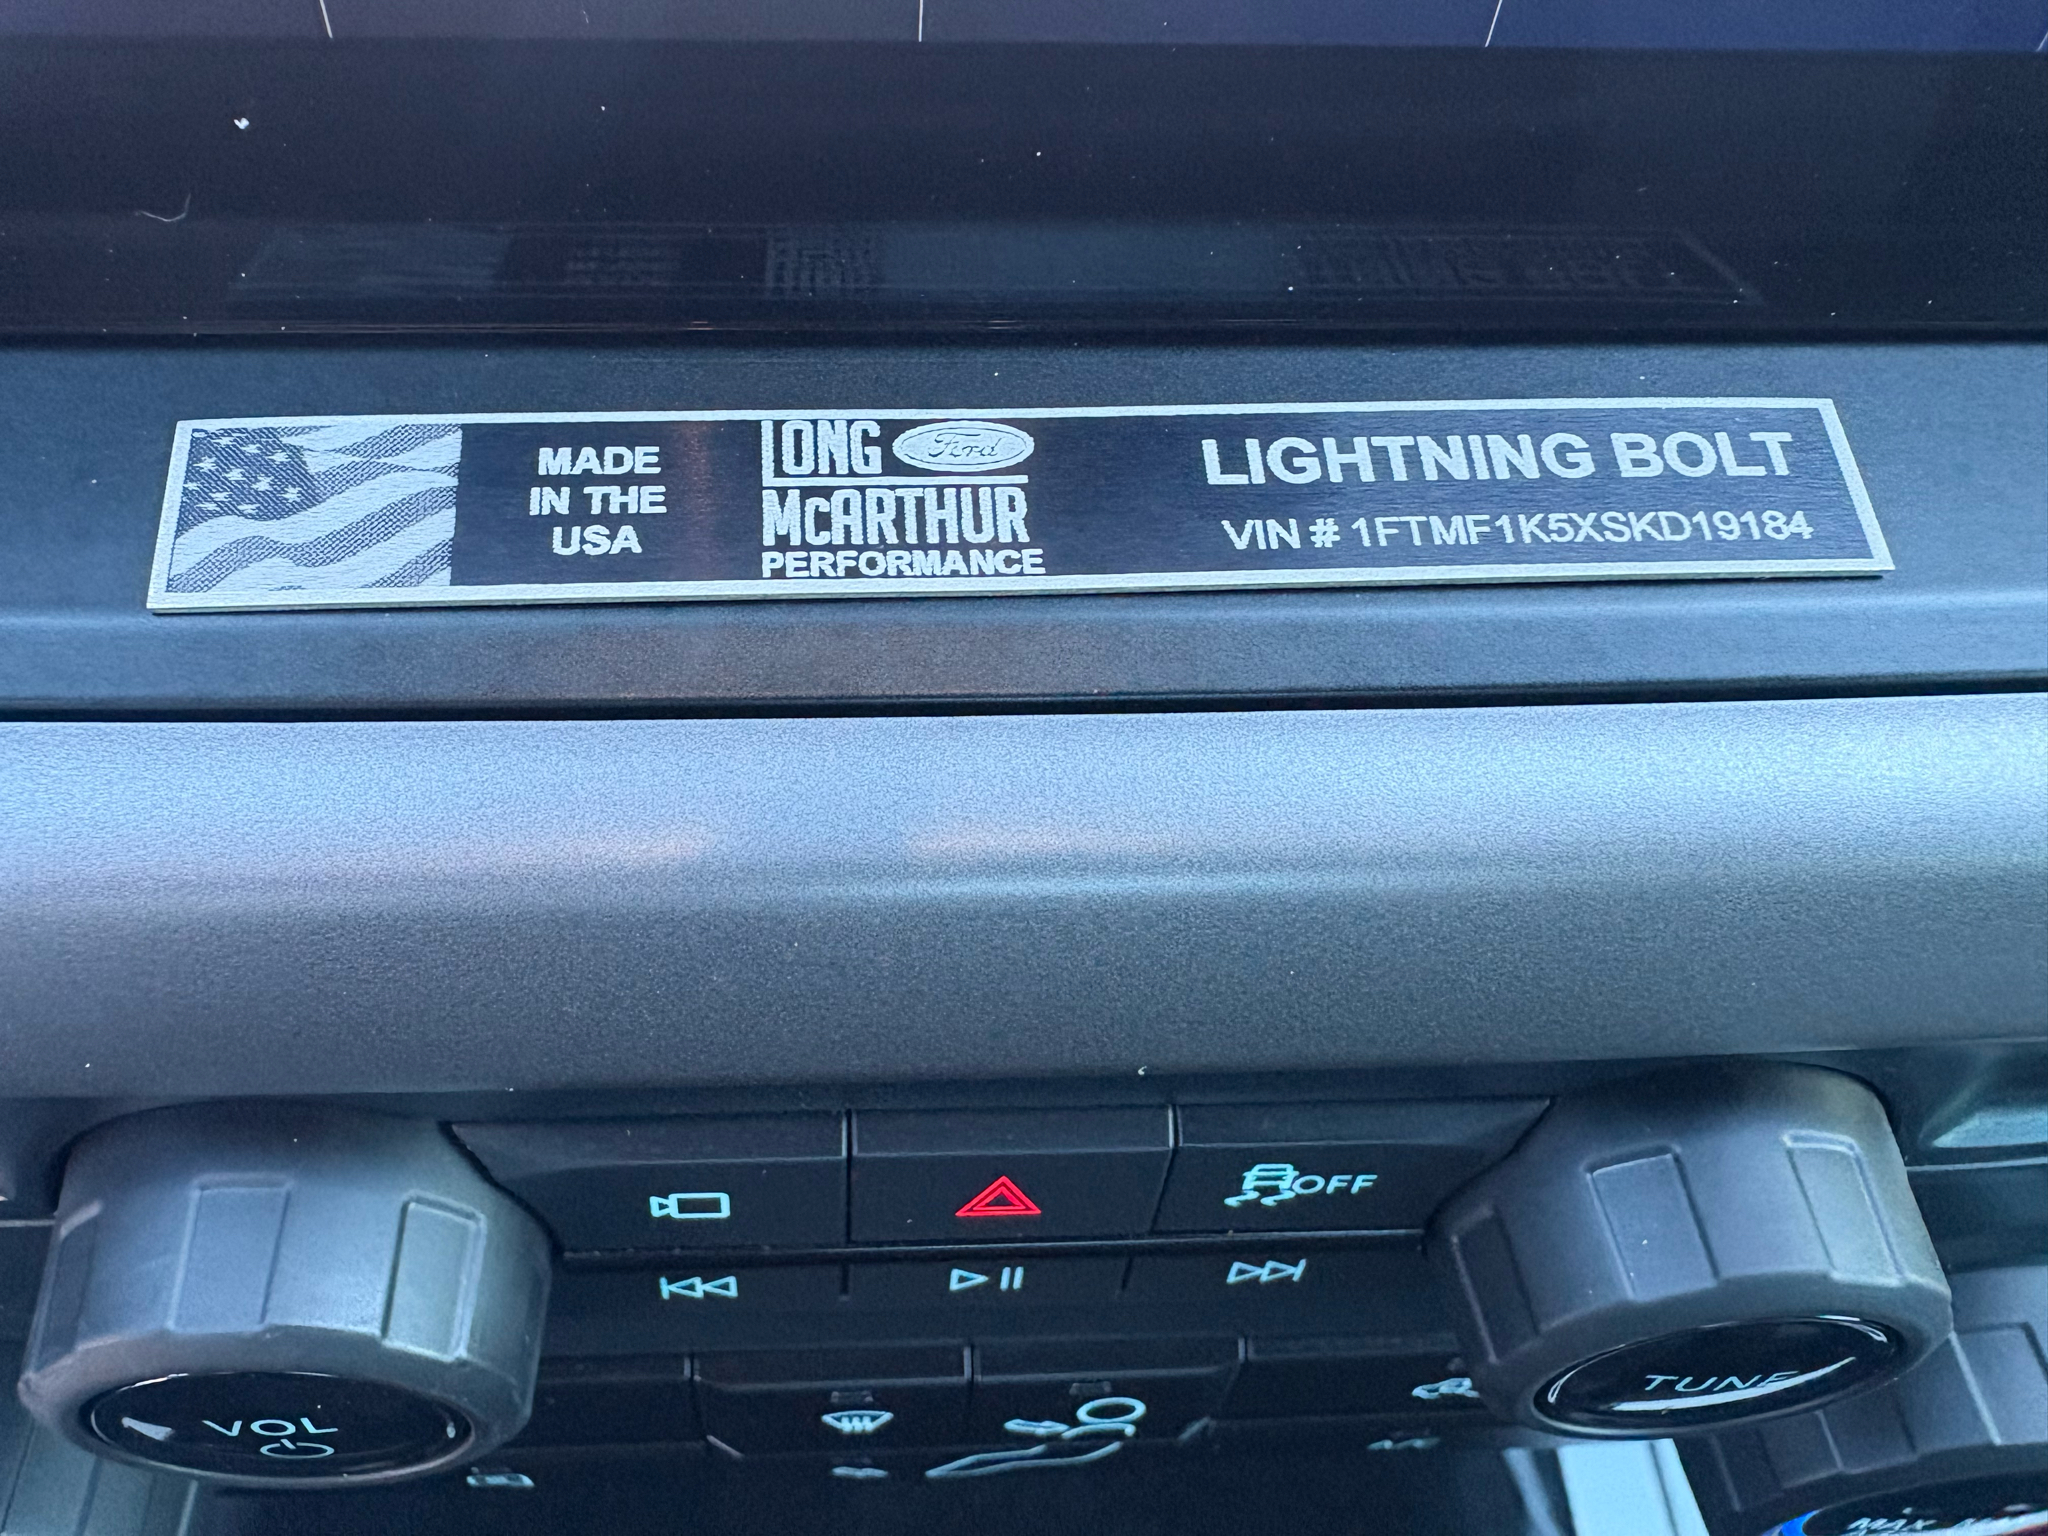 MADE
IN THE
USA
LONG Ford
McARTHUR
PERFORMANCE
LIGHTNING BOLT
VIN # 1FTMF1K5XSKD19184
OFF
VOL
TUNE